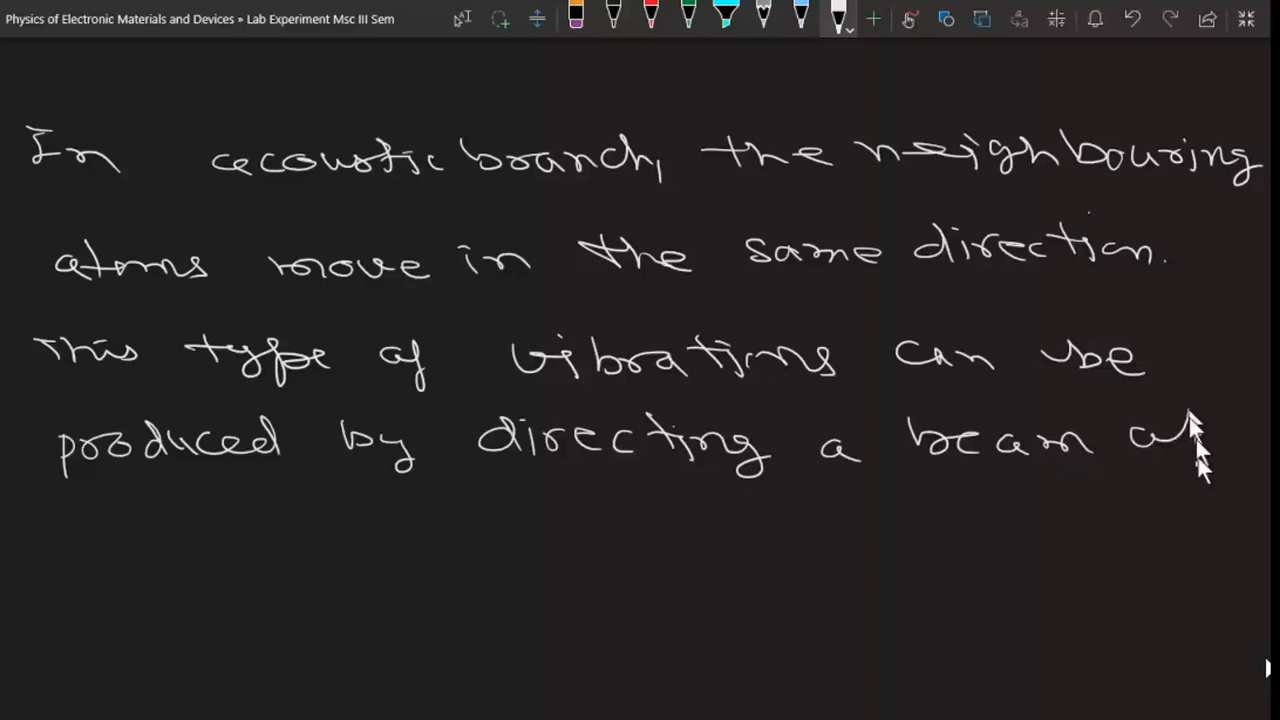 Physics of Electronic Materials and Devices » Lab Experiment Msc III Sem
In acoustic branch, the neighbouring
atoms move in the same direction.
This type of vibrations can be
produced by directing a beam of